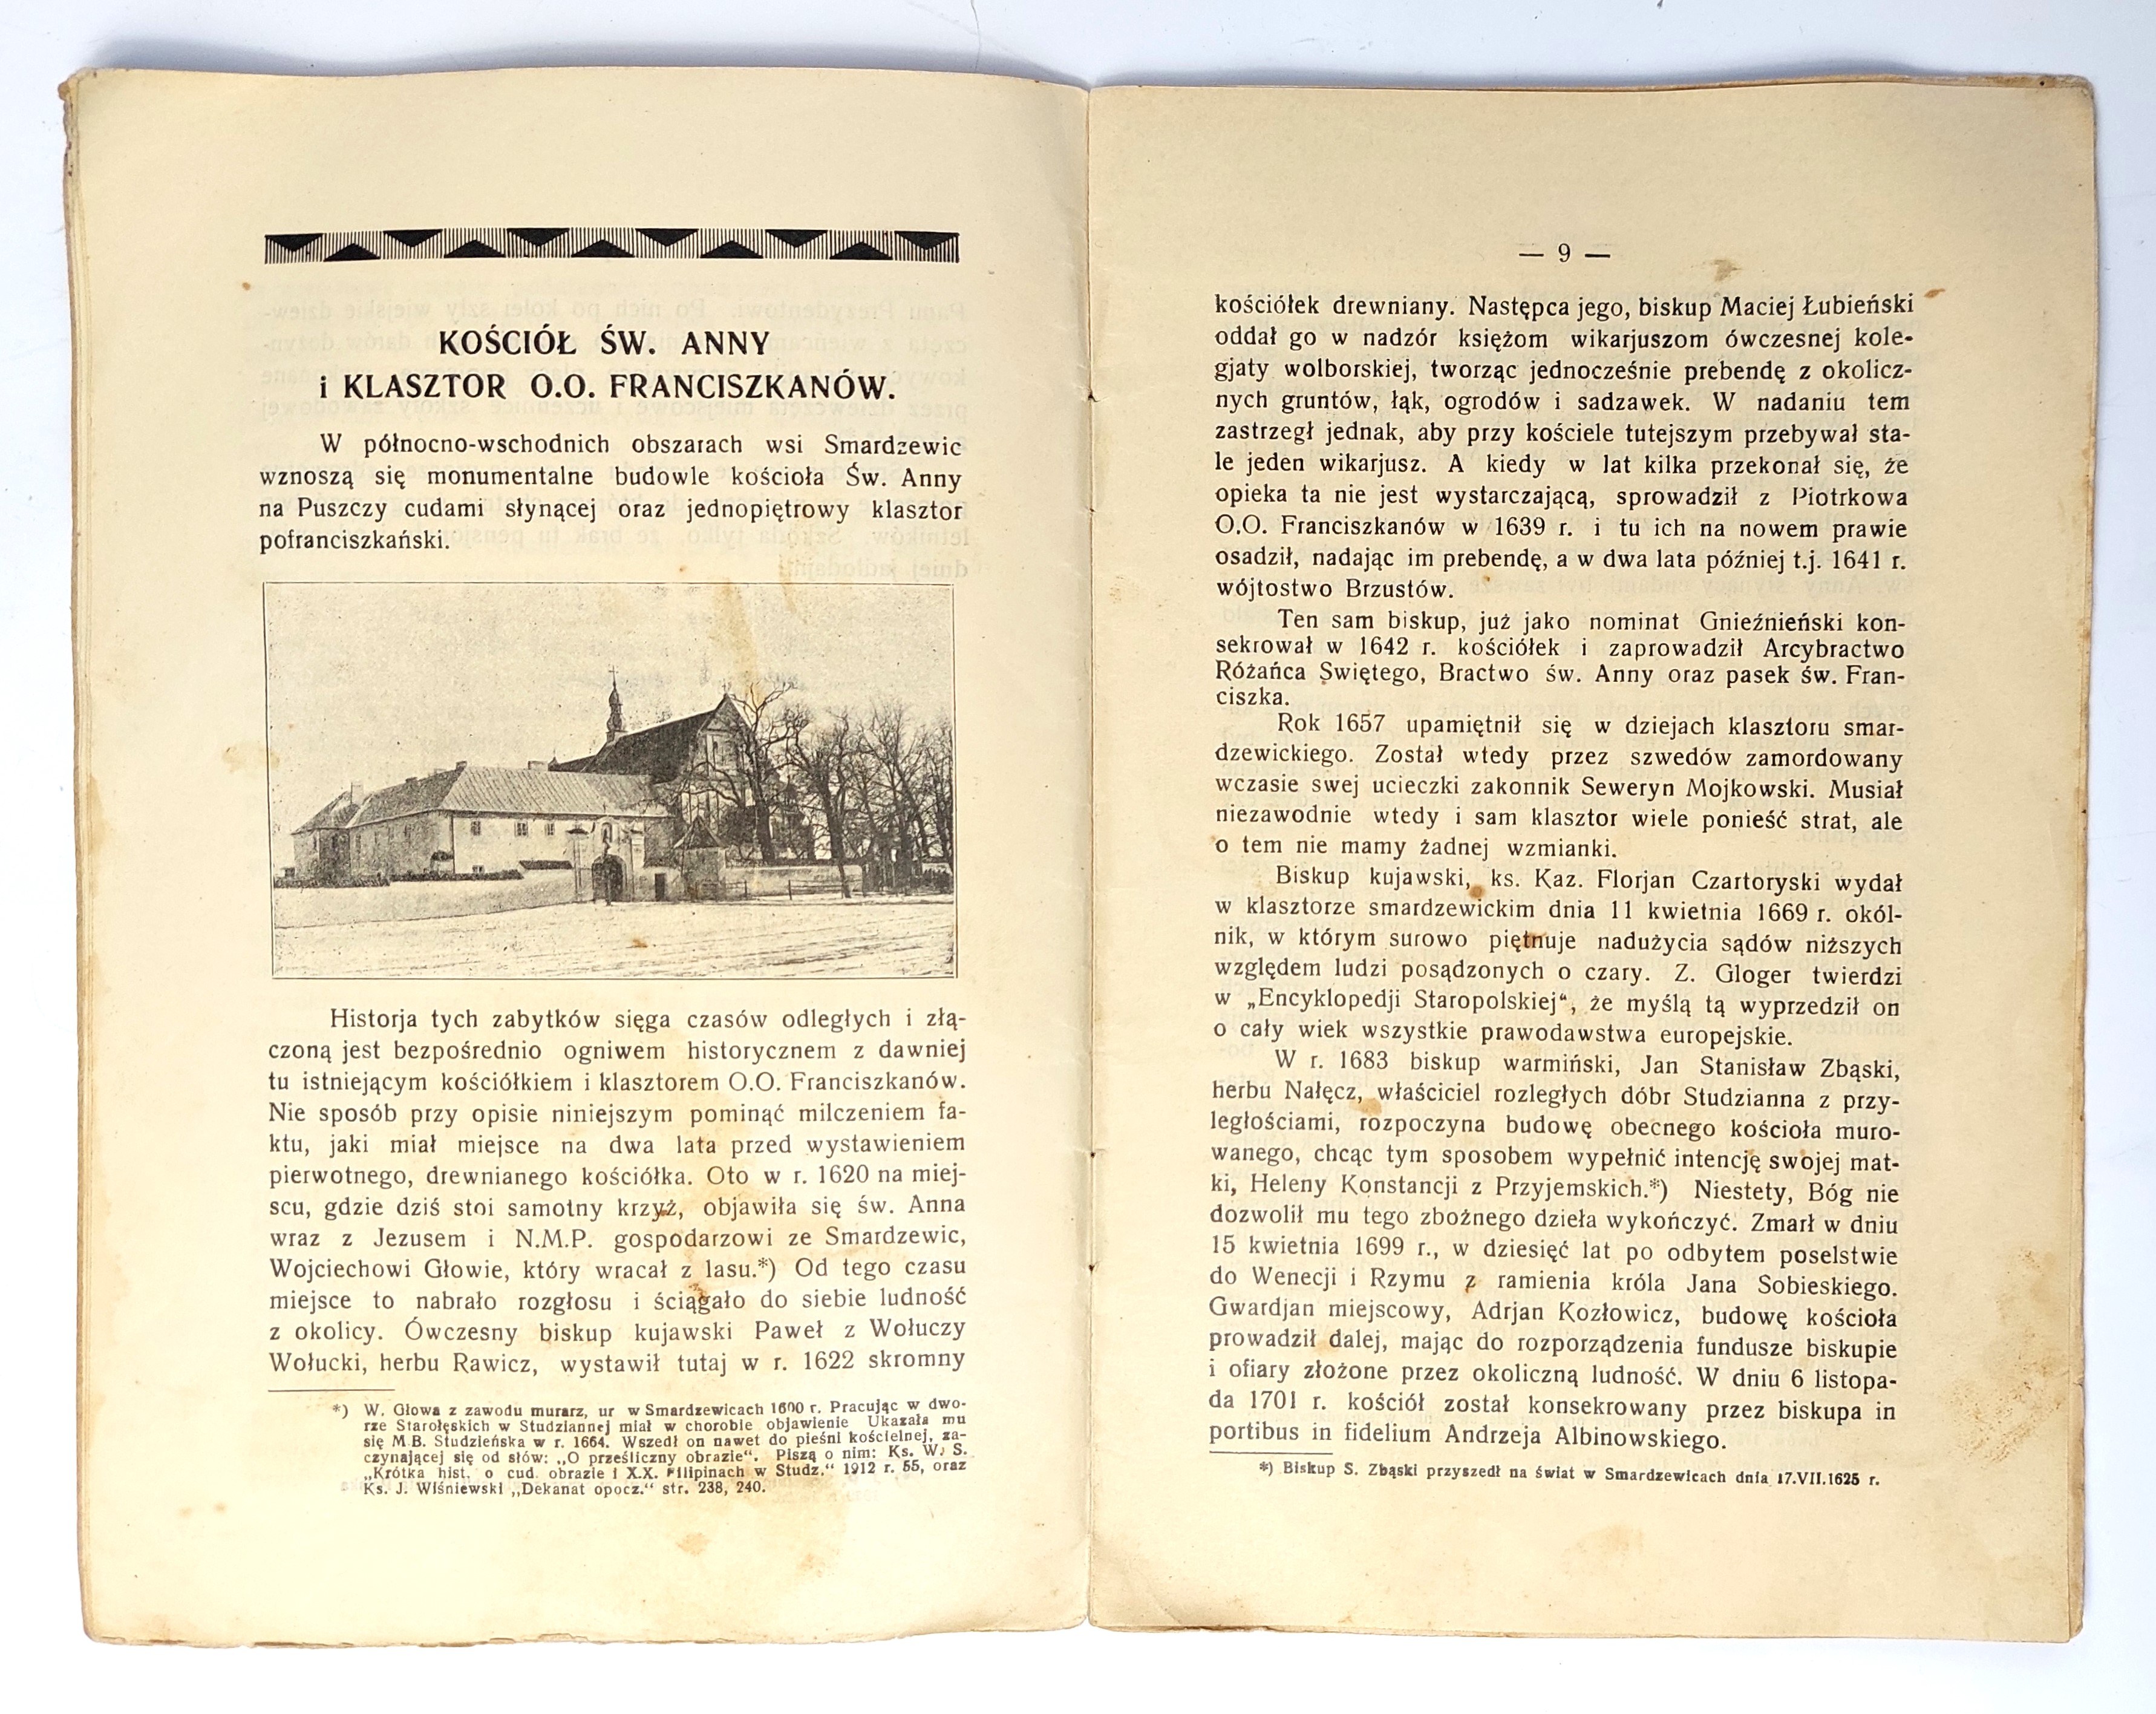 KOŚCIÓŁ ŚW. ANNY
i KLASZTOR O.O. FRANCISZKANÓW.
W północno-wschodnich obszarach wsi Smardzewic
wznoszą się monumentalne budowle kościoła Św. Anny
na Puszczy cudami słynącej oraz jednopiętrowy klasztor
pofranciszkański.
Historja tych zabytków sięga czasów odległych i złą-
czoną jest bezpośrednio ogniwem historycznem z dawniej
tu istniejącym kościółkiem i klasztorem O.O. Franciszkanów.
Nie sposób przy opisie niniejszym pominąć milczeniem fa-
ktu, jaki miał miejsce na dwa lata przed wystawieniem
pierwotnego, drewnianego kościółka. Oto w r. 1620 na miej-
scu, gdzie dziś stoi samotny krzyż, objawiła się św. Anna
wraz z Jezusem i N.M.P. gospodarzowi ze Smardzewic,
Wojciechowi Głowie, który wracał z lasu.*) Od tego czasu
miejsce to nabrało rozgłosu i ściągało do siebie ludność
z okolicy. Ówczesny biskup kujawski Paweł z Wołuczy
Wołucki, herbu Rawicz, wystawił tutaj w r. 1622 skromny
*) W. Głowa z zawodu murarz, ur w Smardzewicach 1600 r. Pracując w dwo-
rze Starołęskich w Studziannej miał w chorobie objawienie Ukazała mu
się M.B. Studzieńska w r. 1664. Wszedł on nawet do pieśni kościelnej, za-
czynającej się od słów: „O prześliczny obrazie“. Piszą o nim: Ks. W. S.
„Krótka hist. o cud. obrazie i X.X. Filipinach w Studz.“ 1912 r. 55, oraz
Ks. J. Wiśniewski „Dekanat opocz.“ str. 238, 240.
— 9 —
kościółek drewniany. Następca jego, biskup Maciej Łubieński
oddał go w nadzór księżom wikarjuszom ówczesnej kole-
gjaty wolborskiej, tworząc jednocześnie prebendę z okolicz-
nych gruntów, łąk, ogrodów i sadzawek. W nadaniu tem
zastrzegł jednak, aby przy kościele tutejszym przebywał sta-
le jeden wikarjusz. A kiedy w lat kilka przekonał się, że
opieka ta nie jest wystarczającą, sprowadził z Piotrkowa
O.O. Franciszkanów w 1639 r. i tu ich na nowem prawie
osadził, nadając im prebendę, a w dwa lata później t.j. 1641 r.
wójtostwo Brzustów.
Ten sam biskup, już jako nominat Gnieźnieński kon-
sekrował w 1642 r. kościółek i zaprowadził Arcybractwo
Różańca Świętego, Bractwo św. Anny oraz pasek św. Fran-
ciszka.
Rok 1657 upamiętnił się w dziejach klasztoru smar-
dzewickiego. Został wtedy przez szwedów zamordowany
wczasie swej ucieczki zakonnik Seweryn Mojkowski. Musiał
niezawodnie wtedy i sam klasztor wiele ponieść strat, ale
o tem nie mamy żadnej wzmianki.
Biskup kujawski, ks. Kaz. Florjan Czartoryski wydał
w klasztorze smardzewickim dnia 11 kwietnia 1669 r. okól-
nik, w którym surowo piętnuje nadużycia sądów niższych
względem ludzi posądzonych o czary. Z. Gloger twierdzi
w „Encyklopedji Staropolskiej“, że myślą tą wyprzedził on
o cały wiek wszystkie prawodawstwa europejskie.
W r. 1683 biskup warmiński, Jan Stanisław Zbąski,
herbu Nałęcz, właściciel rozległych dóbr Studzianna z przy-
ległościami, rozpoczyna budowę obecnego kościoła muro-
wanego, chcąc tym sposobem wypełnić intencję swojej mat-
ki, Heleny Konstancji z Przyjemskich.*) Niestety, Bóg nie
dozwolił mu tego zbożnego dzieła wykończyć. Zmarł w dniu
15 kwietnia 1699 r., w dziesięć lat po odbytem poselstwie
do Wenecji i Rzymu z ramienia króla Jana Sobieskiego.
Gwardjan miejscowy, Adrjan Kozłowicz, budowę kościoła
prowadził dalej, mając do rozporządzenia fundusze biskupie
i ofiary złożone przez okoliczną ludność. W dniu 6 listopa-
da 1701 r. kościół został konsekrowany przez biskupa in
portibus in fidelium Andrzeja Albinowskiego.
*) Biskup S. Zbąski przyszedł na świat w Smardzewicach dnia 17.VII.1625 r.